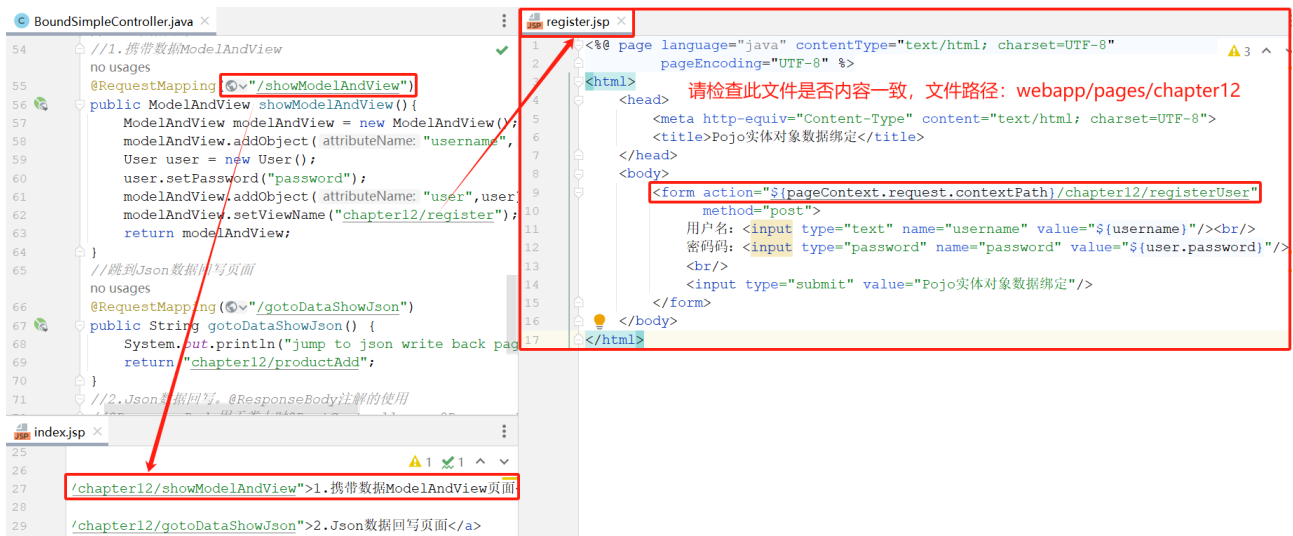 BoundSimpleController.java
54 //1.携带数据ModelAndView
no usages
55 @RequestMapping("/showModelAndView")
56 public ModelAndView showModelAndView(){
57 ModelAndView modelAndView = new ModelAndView();
58 modelAndView.addObject( attributeName: "username",
59 User user = new User();
60 user.setPassword("password");
61 modelAndView.addObject( attributeName: "user",user
62 modelAndView.setViewName("chapter12/register");
63 return modelAndView;
64 }
65 //跳到Json数据回写页面
no usages
66 @RequestMapping("/gotoDataShowJson")
67 public String gotoDataShowJson() {
68 System.out.println("jump to json write back pag
69 return "chapter12/productAdd";
70 }
71 //2.Json数据回写。@ResponseBody注解的使用
register.jsp
1 <%@ page language="java" contentType="text/html; charset=UTF-8"
3
2 pageEncoding="UTF-8" %>
3 <html>
请检查此文件是否内容一致，文件路径：webapp/pages/chapter12
4 <head>
5 <meta http-equiv="Content-Type" content="text/html; charset=UTF-8">
6 <title>Pojo实体对象数据绑定</title>
7 </head>
8 <body>
9 <form action="${pageContext.request.contextPath}/chapter12/registerUser"
10 method="post">
11 用户名：<input type="text" name="username" value="${username}"/><br/>
12 密码码：<input type="password" name="password" value="${user.password}"/>
13 <br/>
14 <input type="submit" value="Pojo实体对象数据绑定"/>
15 </form>
16 </body>
17 </html>
index.jsp
25
1 1
26
27 /chapter12/showModelAndView">1.携带数据ModelAndView页面
28
29 /chapter12/gotoDataShowJson">2.Json数据回写页面</a>